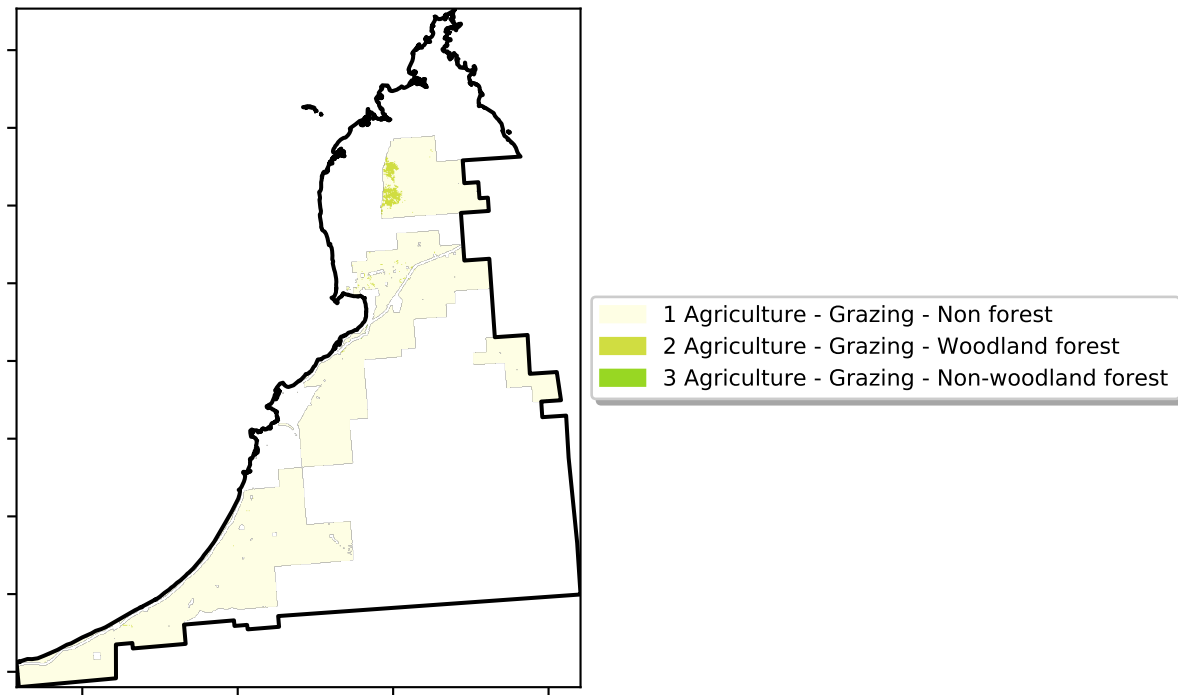 1 Agriculture - Grazing - Non forest
2 Agriculture - Grazing - Woodland forest
3 Agriculture - Grazing - Non-woodland forest